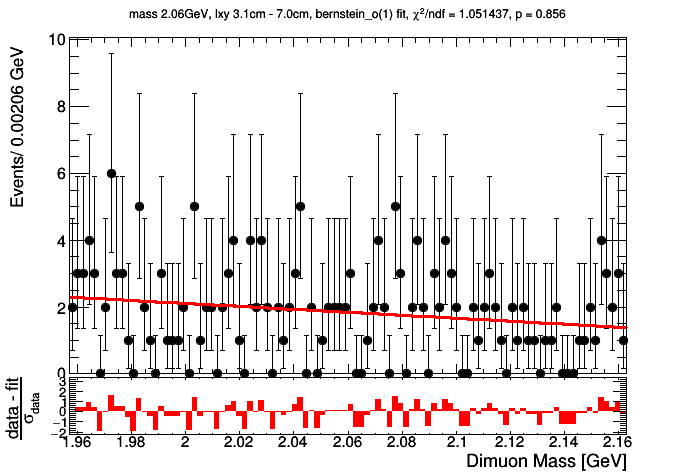 mass 2.06GeV, lxy 3.1cm - 7.0cm, bernstein_o(1) fit, χ²/ndf = 1.051437, p = 0.856
Events/ 0.00206 GeV
10
8
6
4
2
0
data - fit
σdata
3
2
1
0
−1
−2
1.96 1.98 2 2.02 2.04 2.06 2.08 2.1 2.12 2.14 2.16
Dimuon Mass [GeV]